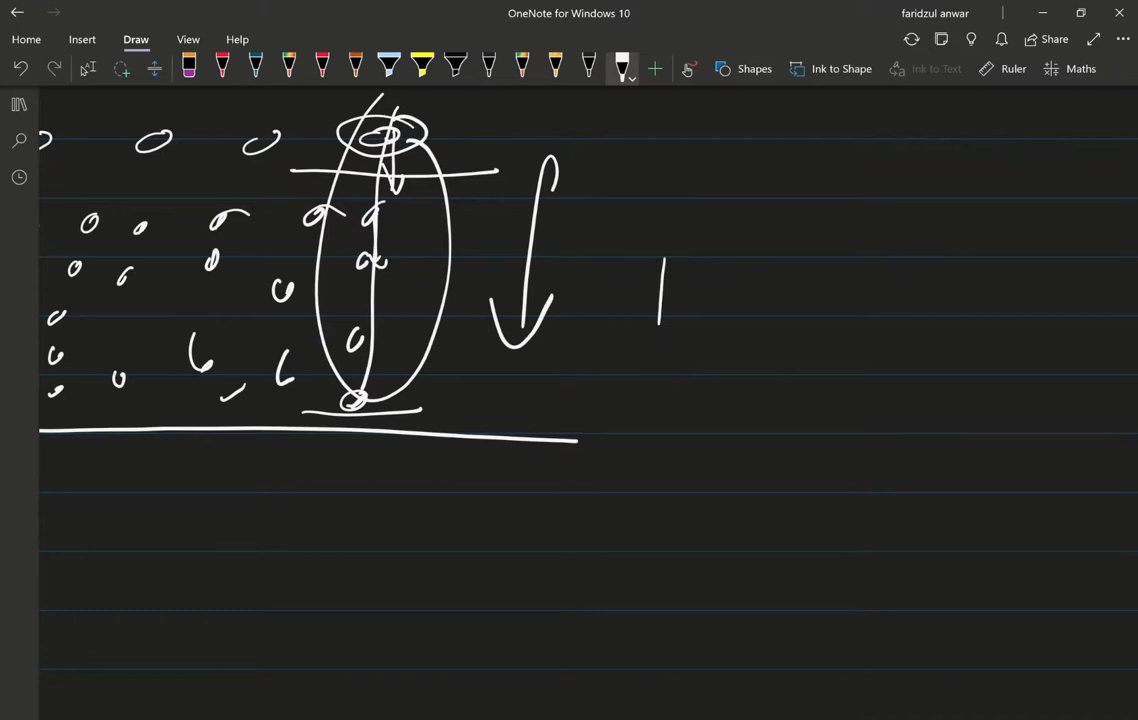 OneNote for Windows 10
faridzul anwar
Home Insert Draw View Help
Share
Shapes Ink to Shape Ink to Text Ruler Maths